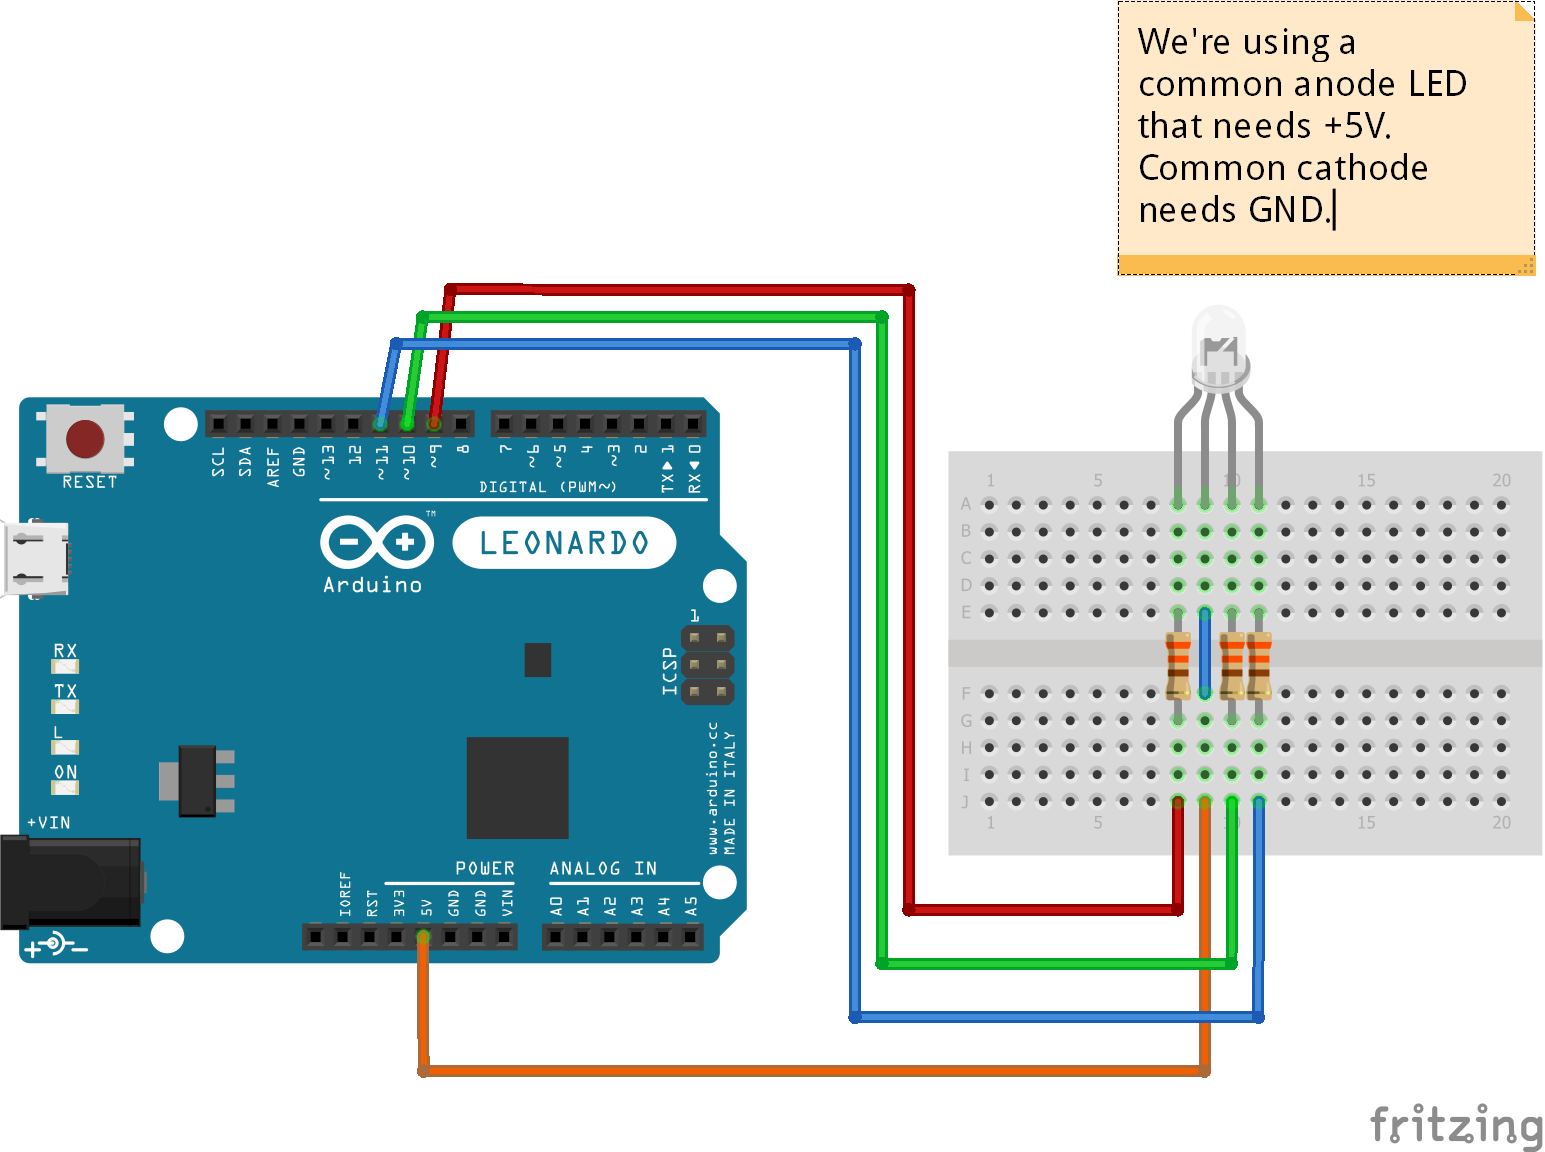 We're using a
common anode LED
that needs +5V.
Common cathode
needs GND.
RESET
SCL
SDA
AREF
GND
~13
12
~11
~10
~9
8
7
~6
~5
4
~3
2
TX▶ 1
RX◀ 0
DIGITAL (PWM~)
TM
LEONARDO
Arduino
1
ICSP
RX
TX
L
ON
+VIN
www.arduino.cc
MADE IN ITALY
POWER
ANALOG IN
IOREF
RST
3V3
5V
GND
GND
VIN
A0
A1
A2
A3
A4
A5
1 5 10 15 20
A
B
C
D
E
F
G
H
I
J
1 5 10 15 20
fritzing